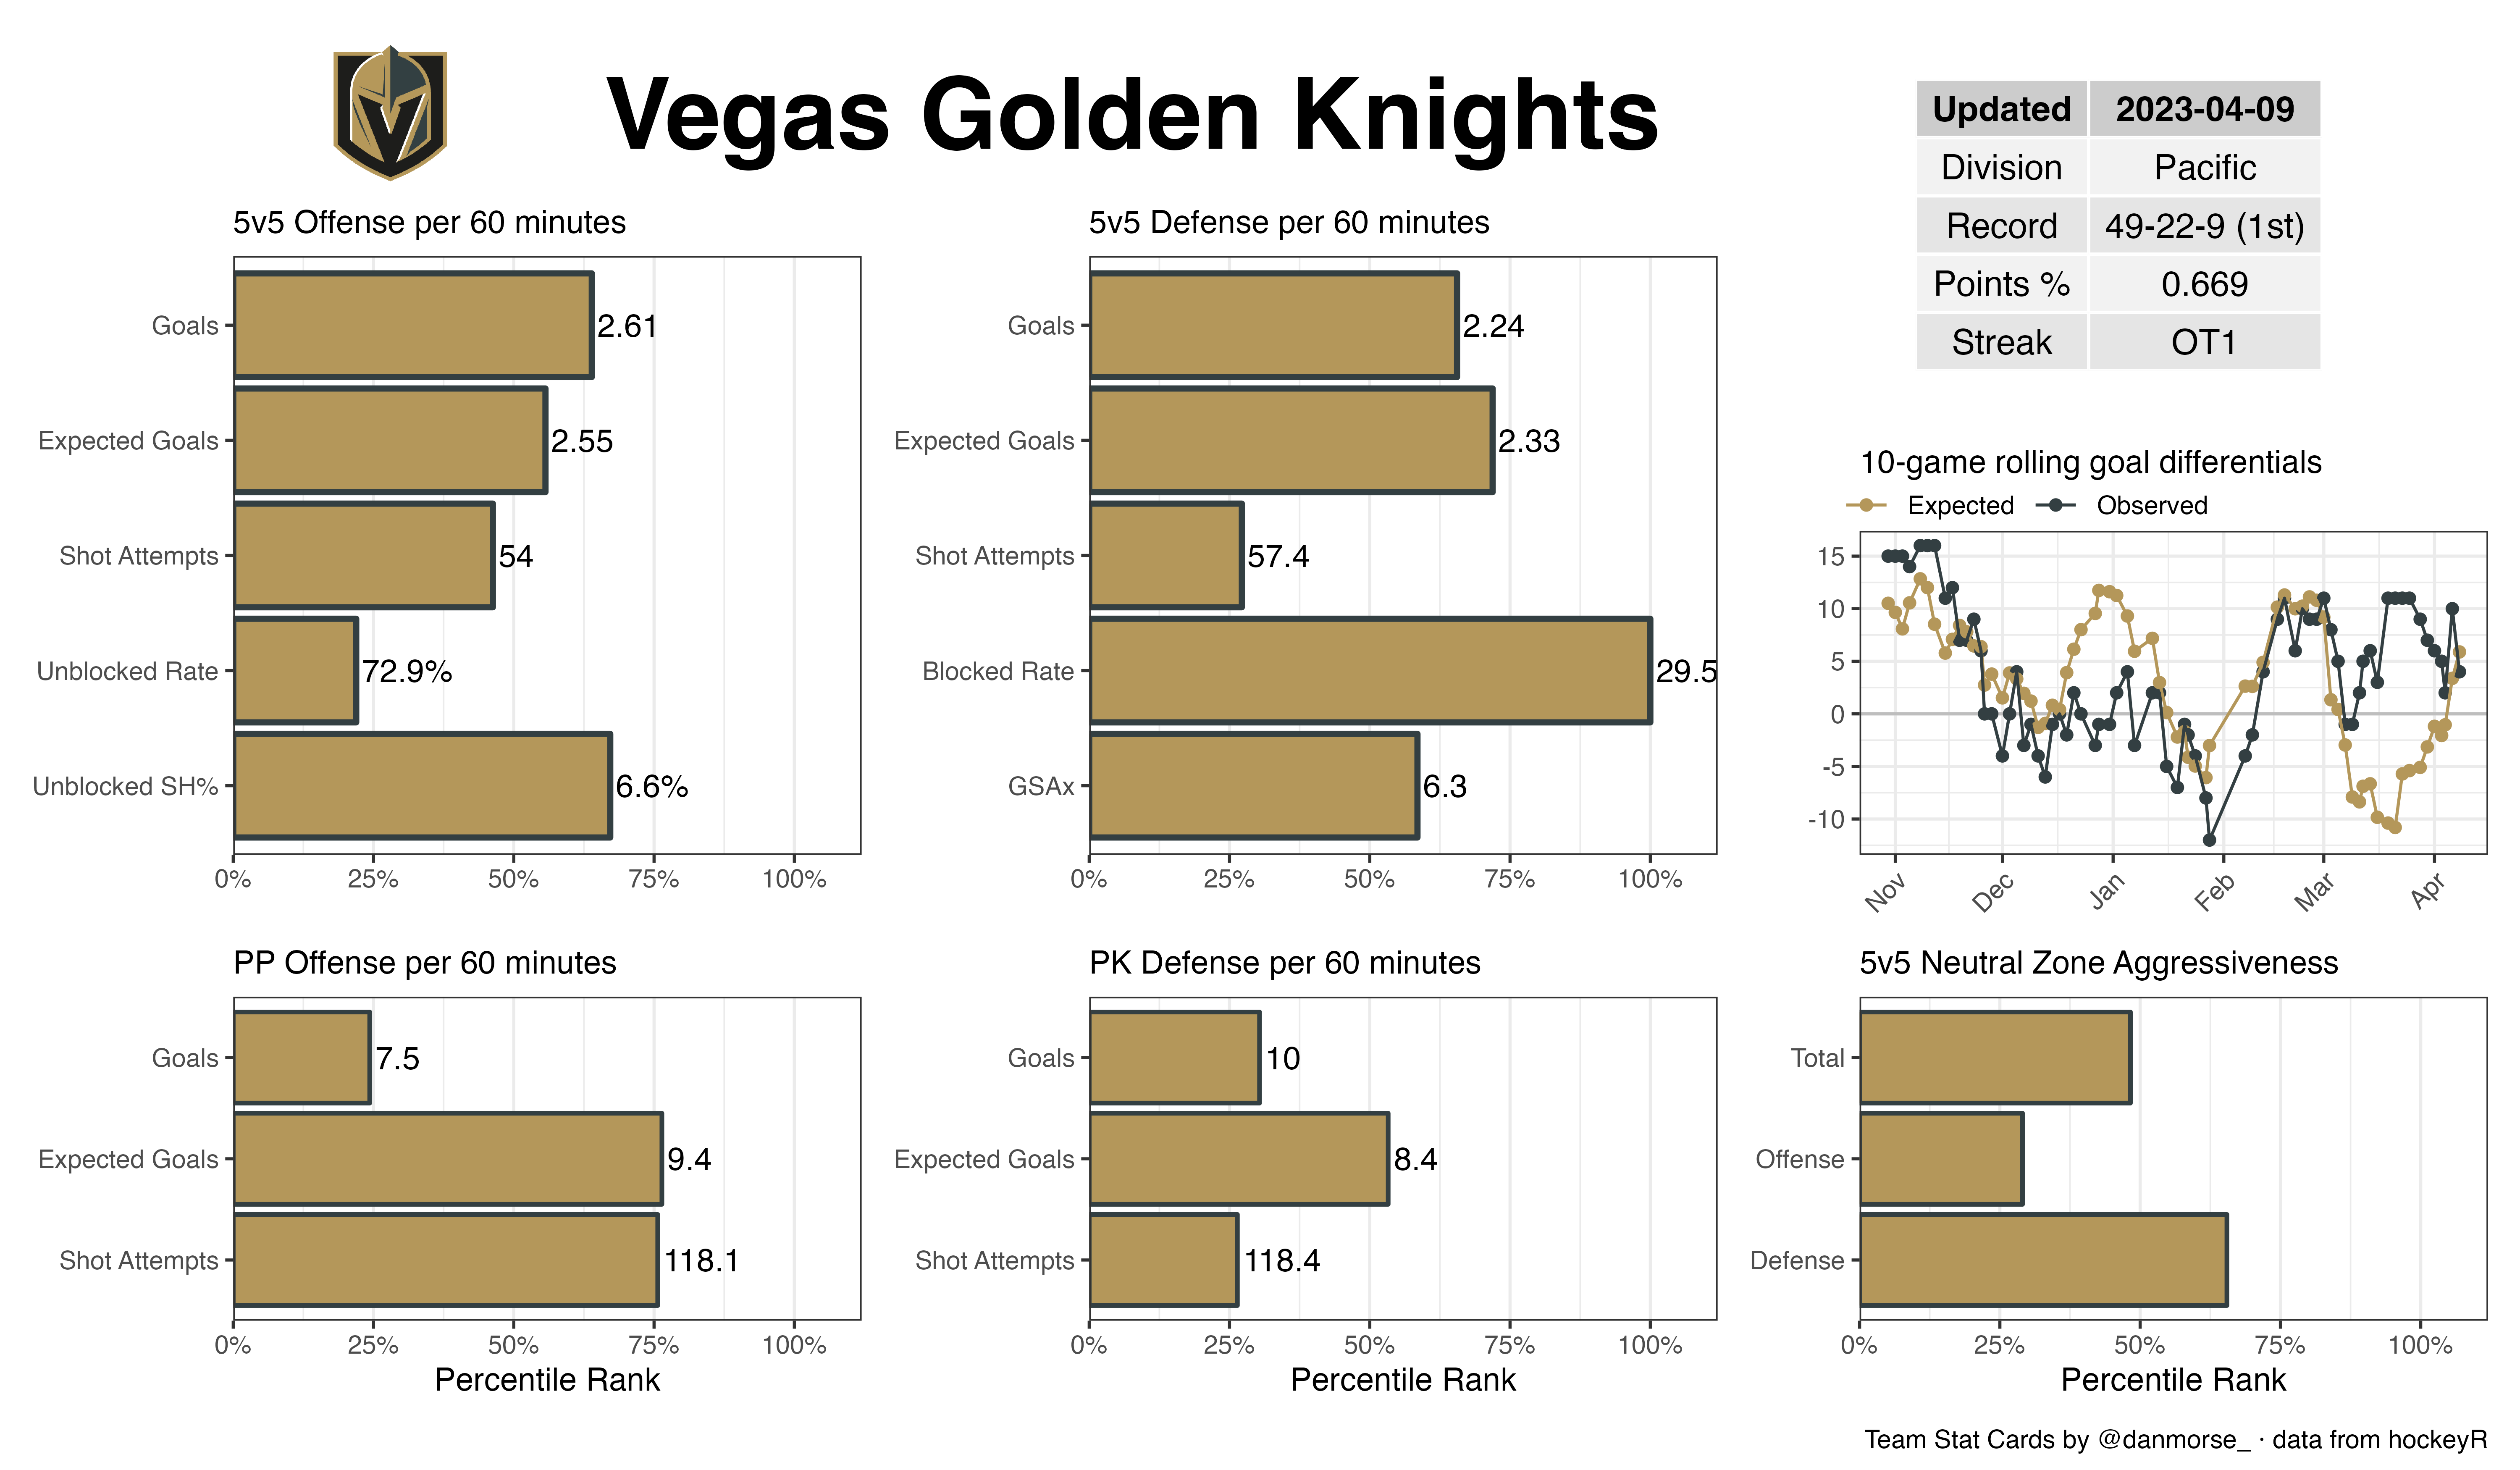 Vegas Golden Knights
Updated 2023-04-09
Division Pacific
Record 49-22-9 (1st)
Points % 0.669
Streak OT1
5v5 Offense per 60 minutes
Goals 2.61
Expected Goals 2.55
Shot Attempts 54
Unblocked Rate 72.9%
Unblocked SH% 6.6%
0% 25% 50% 75% 100%
5v5 Defense per 60 minutes
Goals 2.24
Expected Goals 2.33
Shot Attempts 57.4
Blocked Rate 29.5
GSAx 6.3
0% 25% 50% 75% 100%
10-game rolling goal differentials
Expected Observed
15
10
5
0
-5
-10
Nov Dec Jan Feb Mar Apr
PP Offense per 60 minutes
Goals 7.5
Expected Goals 9.4
Shot Attempts 118.1
0% 25% 50% 75% 100%
Percentile Rank
PK Defense per 60 minutes
Goals 10
Expected Goals 8.4
Shot Attempts 118.4
0% 25% 50% 75% 100%
Percentile Rank
5v5 Neutral Zone Aggressiveness
Total
Offense
Defense
0% 25% 50% 75% 100%
Percentile Rank
Team Stat Cards by @danmorse_ · data from hockeyR